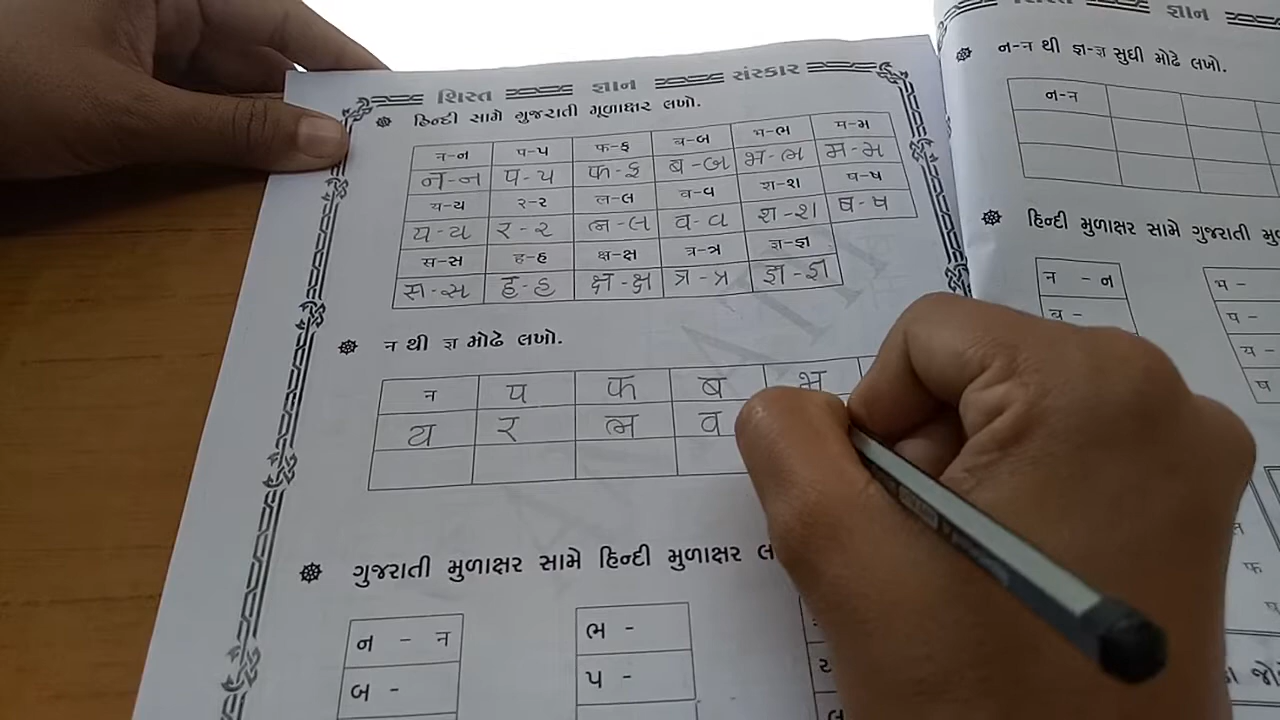 શિસ્ત જ્ઞાન સંસ્કાર
હિન્દી સામે ગુજરાતી મૂળાક્ષર લખો.
न-ન प-પ फ-ફ ब-બ भ-ભ म-મ
न-ન प-પ फ-ફ ब-બ भ-ભ म-મ
य-ય र-ર ल-લ व-વ श-શ ष-ષ
य-ય र-ર ल-લ व-વ श-શ ष-ષ
स-સ ह-હ क्ष-ક્ષ त्र-ત્ર ज्ञ-જ્ઞ
स-સ ह-હ क्ष-ક્ષ त्र-ત્ર ज्ञ-જ્ઞ
न થી ज्ञ મોઢે લખો.
न प फ ब भ
य र ल व
ગુજરાતી મુળાક્ષર સામે હિન્દી મુળાક્ષર
ન - न
બ -
ભ -
પ -
જ્ઞાન
ન-न થી જ્ઞ-ज्ञ સુધી મોઢે લખો.
ન-न
હિન્દી મુળાક્ષર સામે ગુજરાતી
न - ન
ब -
भ -
प -
य -
ष